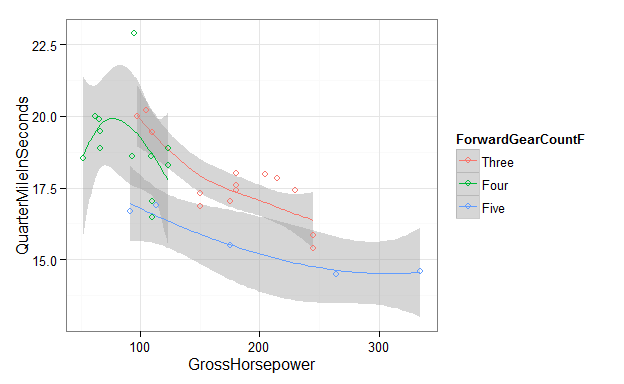 22.5
20.0
17.5
15.0
QuarterMileInSeconds
100
200
300
GrossHorsepower
ForwardGearCountF
Three
Four
Five